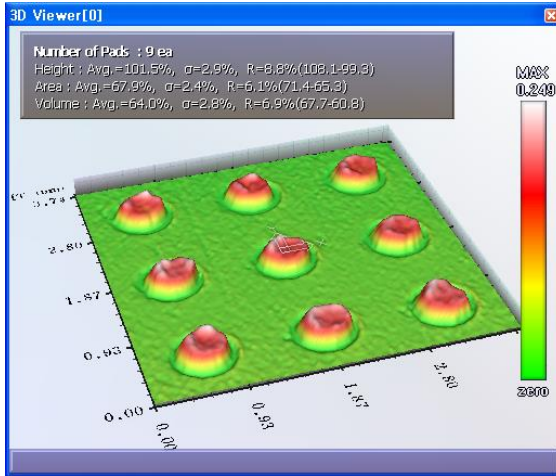 3D Viewer[0]
Number of Pads : 9 ea
Height : Avg.=101.5%, σ=2.9%, R=8.8%(108.1-99.3)
Area : Avg.=67.9%, σ=2.4%, R=6.1%(71.4-65.3)
Volume : Avg.=64.0%, σ=2.8%, R=6.9%(67.7-60.8)
MAX
0.249
3.74
2.80
1.87
0.93
0.00
0.00
0.93
1.87
2.80
zero